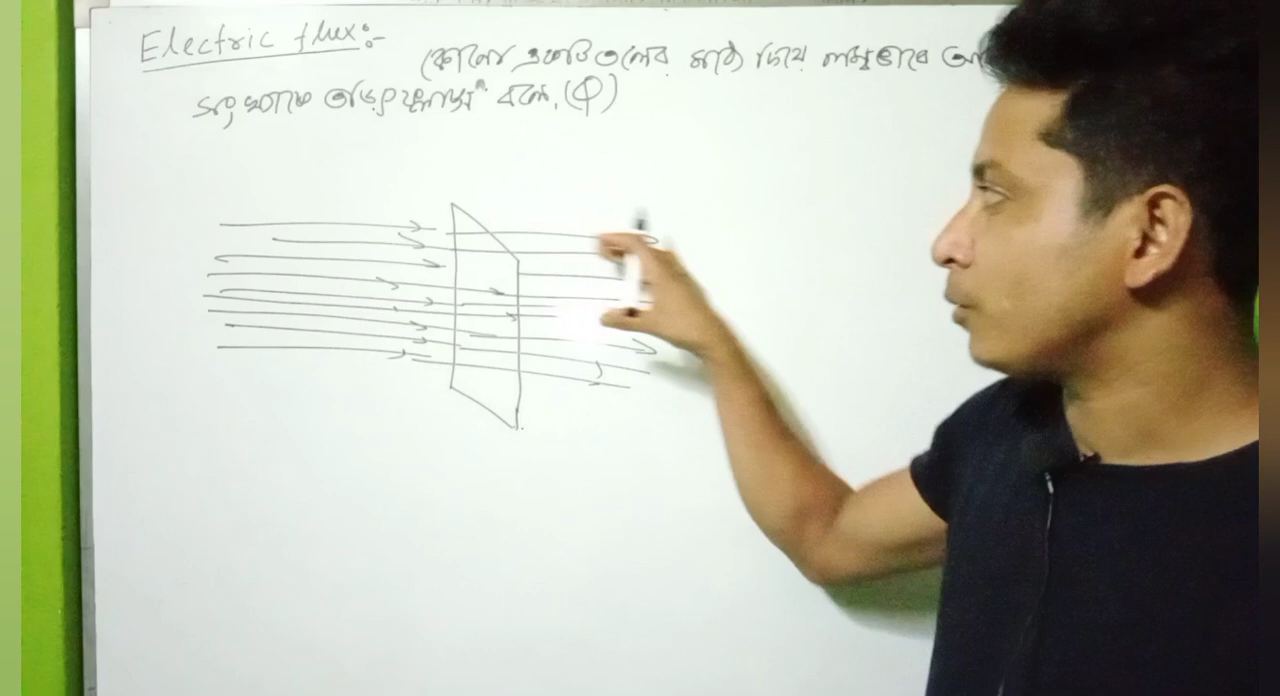 Electric flux:-
কোনো একটি তলের মধ্য দিয়ে লম্বভাবে
সংখ্যাকে তড়িৎ ফ্লাক্স বলে, (Φ)